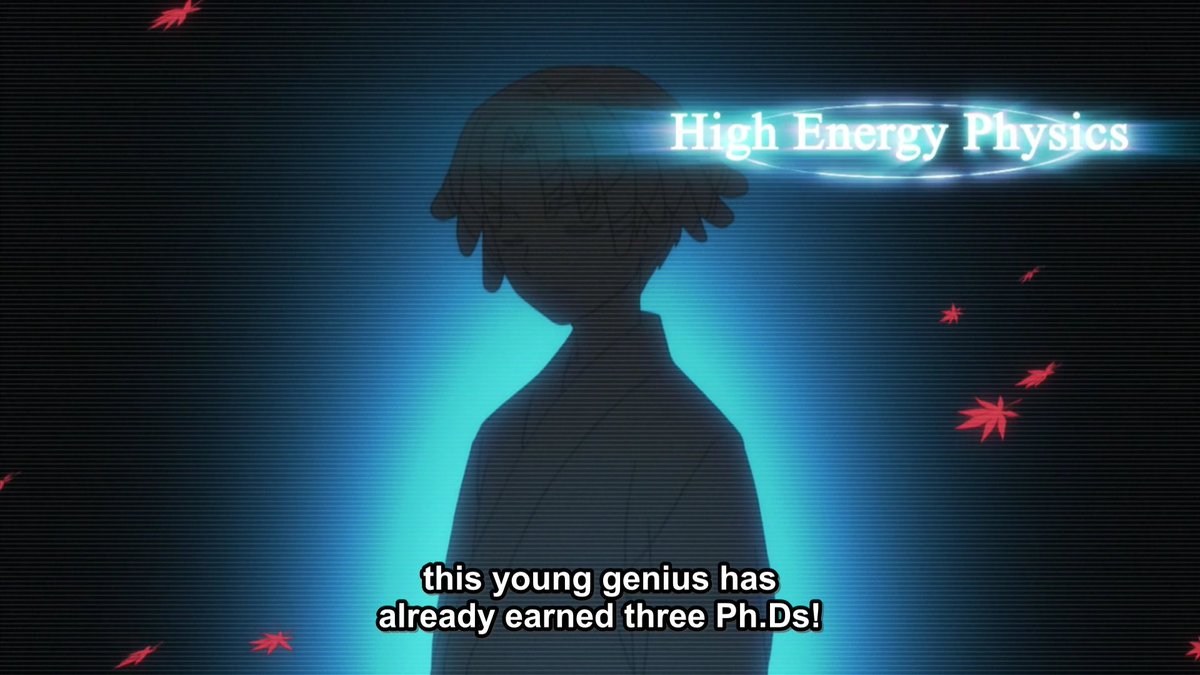 High Energy Physics
this young genius has
already earned three Ph.Ds!